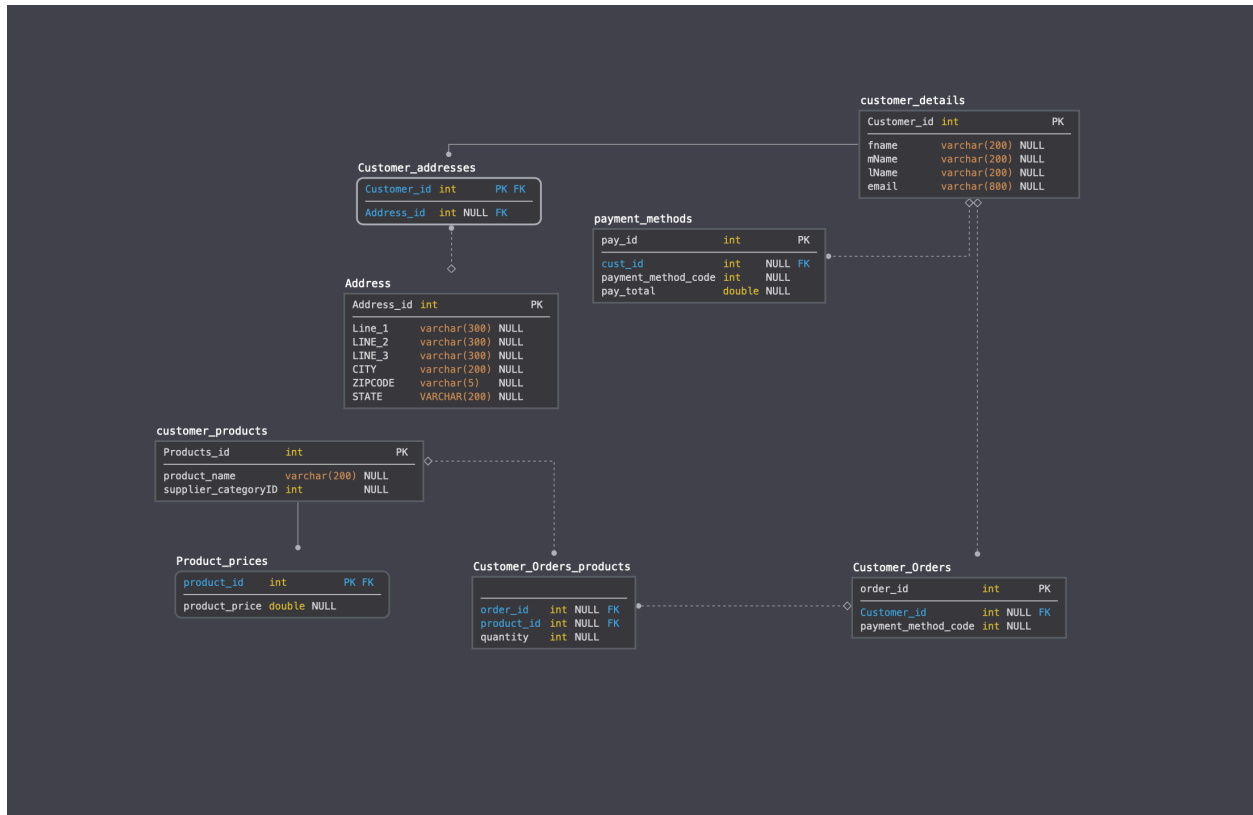 customer_details
Customer_id int PK
fname varchar(200) NULL
mName varchar(200) NULL
lName varchar(200) NULL
email varchar(800) NULL
Customer_addresses
Customer_id int PK FK
Address_id int NULL FK
payment_methods
pay_id int PK
cust_id int NULL FK
payment_method_code int NULL
pay_total double NULL
Address
Address_id int PK
Line_1 varchar(300) NULL
LINE_2 varchar(300) NULL
LINE_3 varchar(300) NULL
CITY varchar(200) NULL
ZIPCODE varchar(5) NULL
STATE VARCHAR(200) NULL
customer_products
Products_id int PK
product_name varchar(200) NULL
supplier_categoryID int NULL
Product_prices
product_id int PK FK
product_price double NULL
Customer_Orders_products
order_id int NULL FK
product_id int NULL FK
quantity int NULL
Customer_Orders
order_id int PK
Customer_id int NULL FK
payment_method_code int NULL